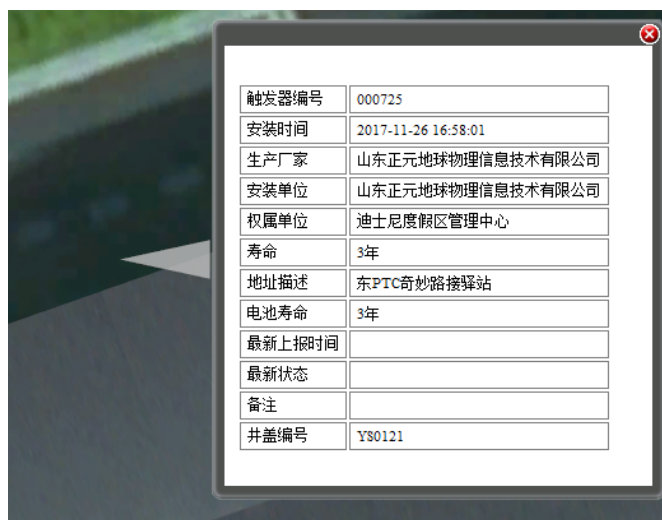 触发器编号 000725
安装时间 2017-11-26 16:58:01
生产厂家 山东正元地球物理信息技术有限公司
安装单位 山东正元地球物理信息技术有限公司
权属单位 迪士尼度假区管理中心
寿命 3年
地址描述 东PTC奇妙路接驿站
电池寿命 3年
最新上报时间
最新状态
备注
井盖编号 Y80121